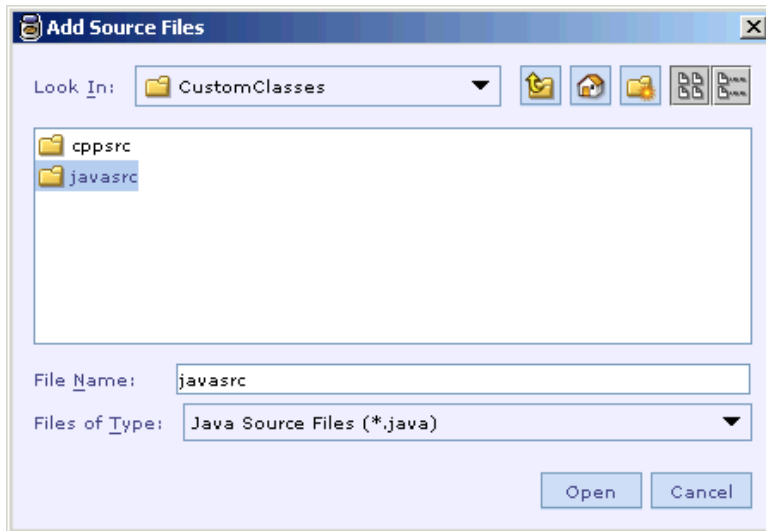 Add Source Files
Look In: CustomClasses
cppsrc
javasrc
File Name: javasrc
Files of Type: Java Source Files (*.java)
Open Cancel